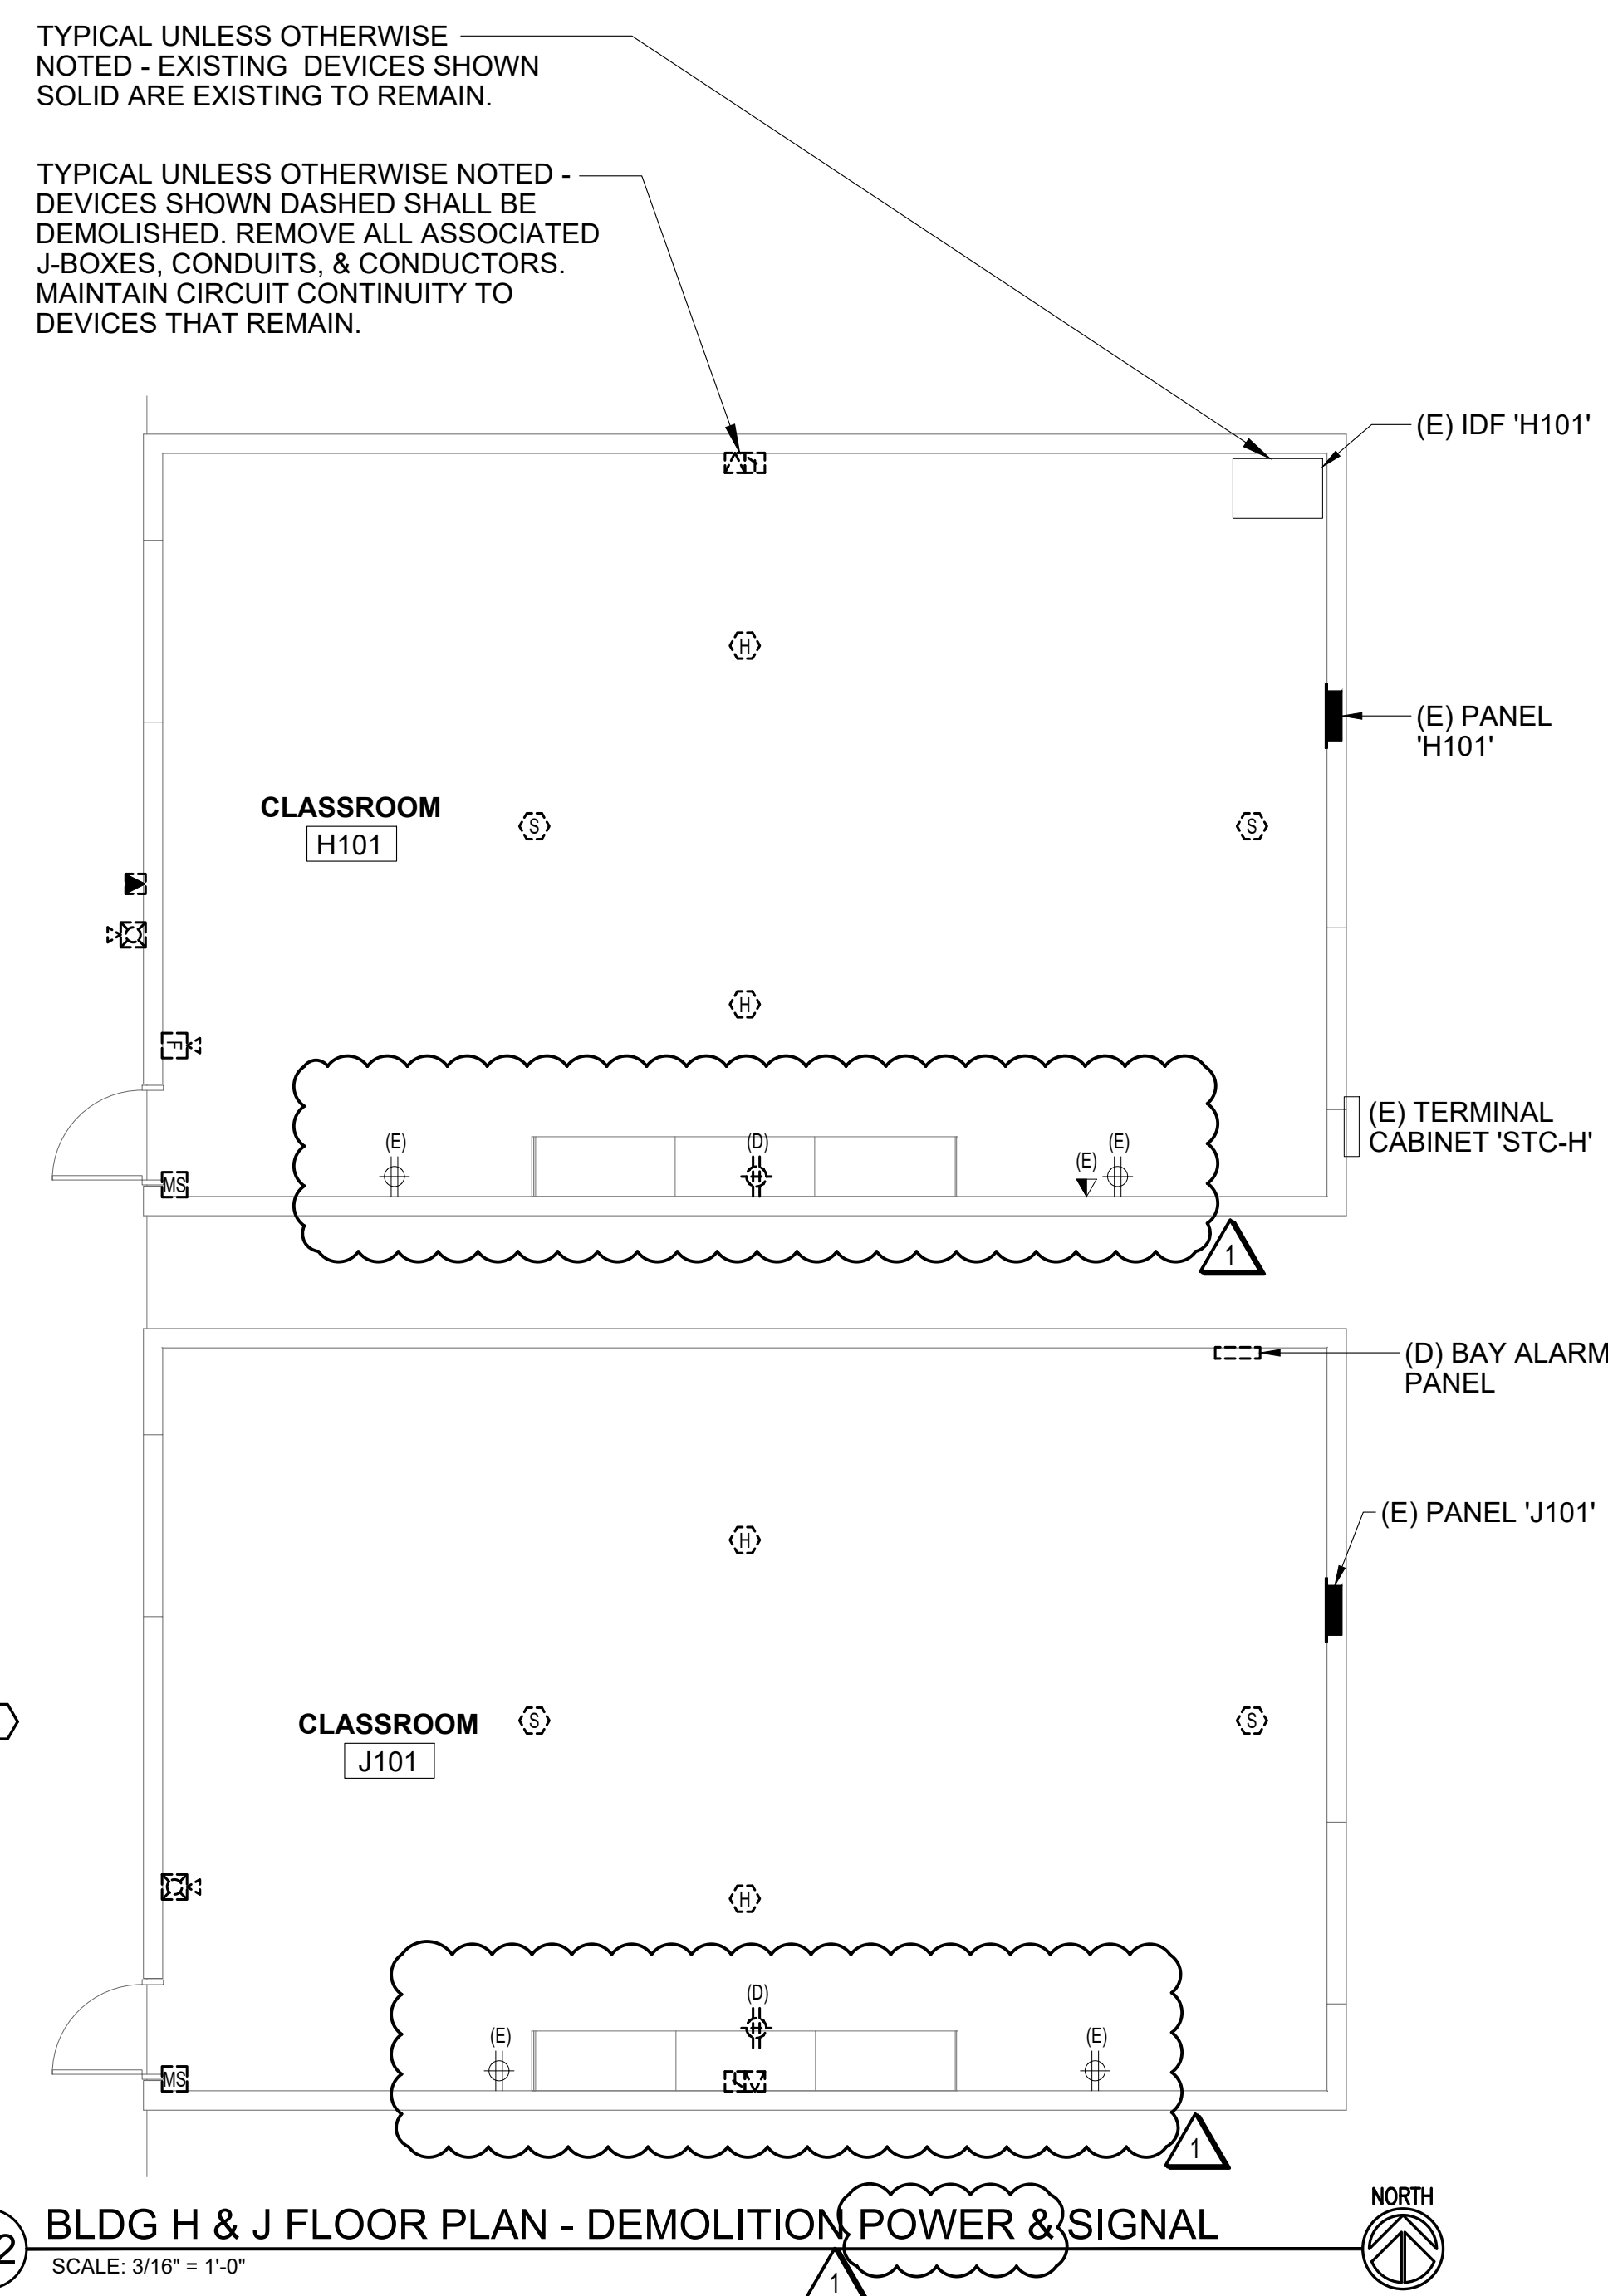 TYPICAL UNLESS OTHERWISE
NOTED - EXISTING DEVICES SHOWN
SOLID ARE EXISTING TO REMAIN.
TYPICAL UNLESS OTHERWISE NOTED -
DEVICES SHOWN DASHED SHALL BE
DEMOLISHED. REMOVE ALL ASSOCIATED
J-BOXES, CONDUITS, & CONDUCTORS.
MAINTAIN CIRCUIT CONTINUITY TO
DEVICES THAT REMAIN.
(E) IDF 'H101'
H
(E) PANEL
'H101'
CLASSROOM
H101
S
S
H
F
(E) TERMINAL
CABINET 'STC-H'
(E)
(D)
(E)
(E)
H
MS
1
(D) BAY ALARM
PANEL
(E) PANEL 'J101'
H
CLASSROOM
J101
S
S
H
(D)
H
(E)
(E)
MS
1
NORTH
2
BLDG H & J FLOOR PLAN - DEMOLITION POWER & SIGNAL
SCALE: 3/16" = 1'-0"
1